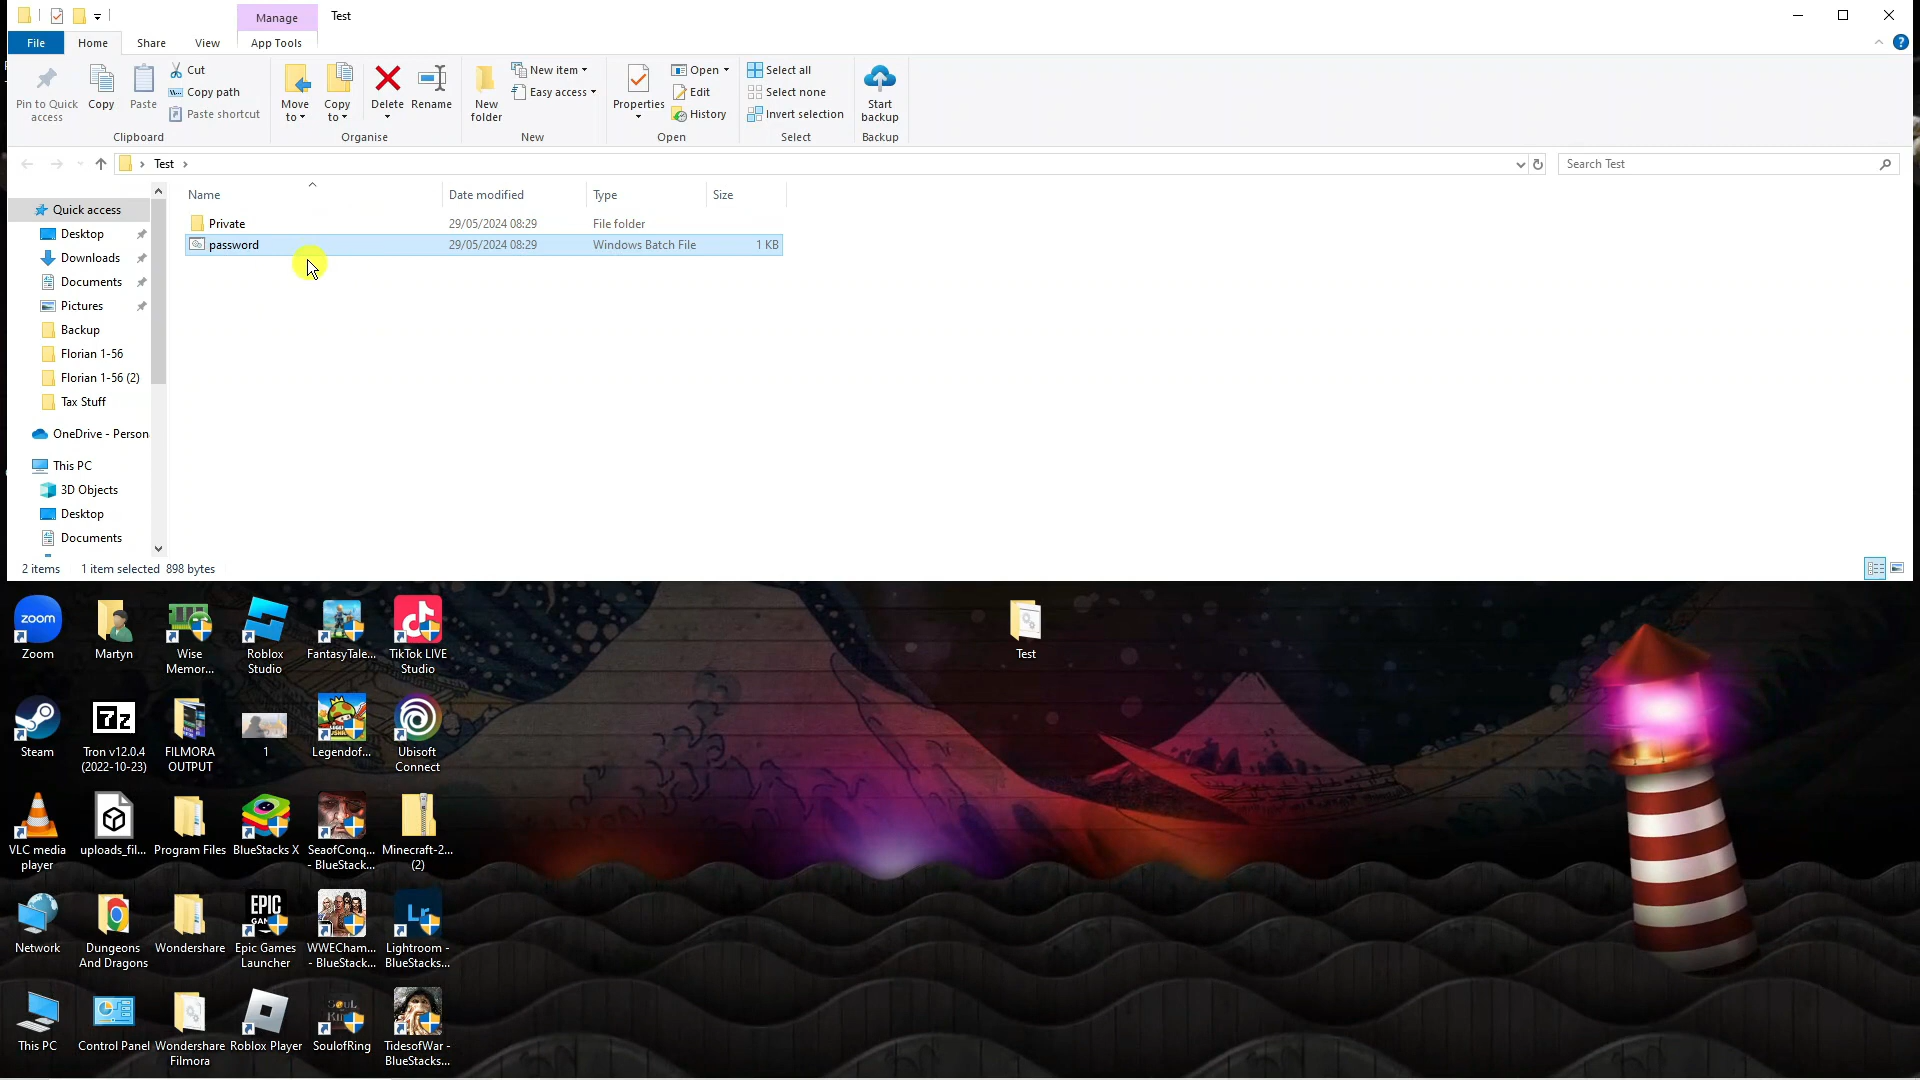 Manage
Test
File
Home
Share
View
App Tools
Pin to Quick
access
Copy
Paste
Cut
Copy path
Paste shortcut
Clipboard
Move
to
Copy
to
Delete
Rename
Organise
New
folder
New item
Easy access
New
Properties
Open
Edit
History
Open
Select all
Select none
Invert selection
Select
Start
backup
Backup
Test
Search Test
Name
Date modified
Type
Size
Private
29/05/2024 08:29
File folder
password
29/05/2024 08:29
Windows Batch File
1 KB
Quick access
Desktop
Downloads
Documents
Pictures
Backup
Florian 1-56
Florian 1-56 (2)
Tax Stuff
OneDrive - Person
This PC
3D Objects
Desktop
Documents
2 items
1 item selected 898 bytes
zoom
Zoom
Martyn
Wise
Memor...
Roblox
Studio
FantasyTale...
TikTok LIVE
Studio
Test
Steam
7z
Tron v12.0.4
(2022-10-23)
FILMORA
OUTPUT
1
Legendof...
Ubisoft
Connect
VLC media
player
uploads_fil...
Program Files
BlueStacks X
SeaofConq...
- BlueStack...
Minecraft-2...
(2)
Network
Dungeons
And Dragons
Wondershare
EPIC
Epic Games
Launcher
WWECham...
- BlueStack...
Lr
Lightroom -
BlueStacks...
This PC
Control Panel
Wondershare
Filmora
Roblox Player
SoulofRing
TidesofWar -
BlueStacks...